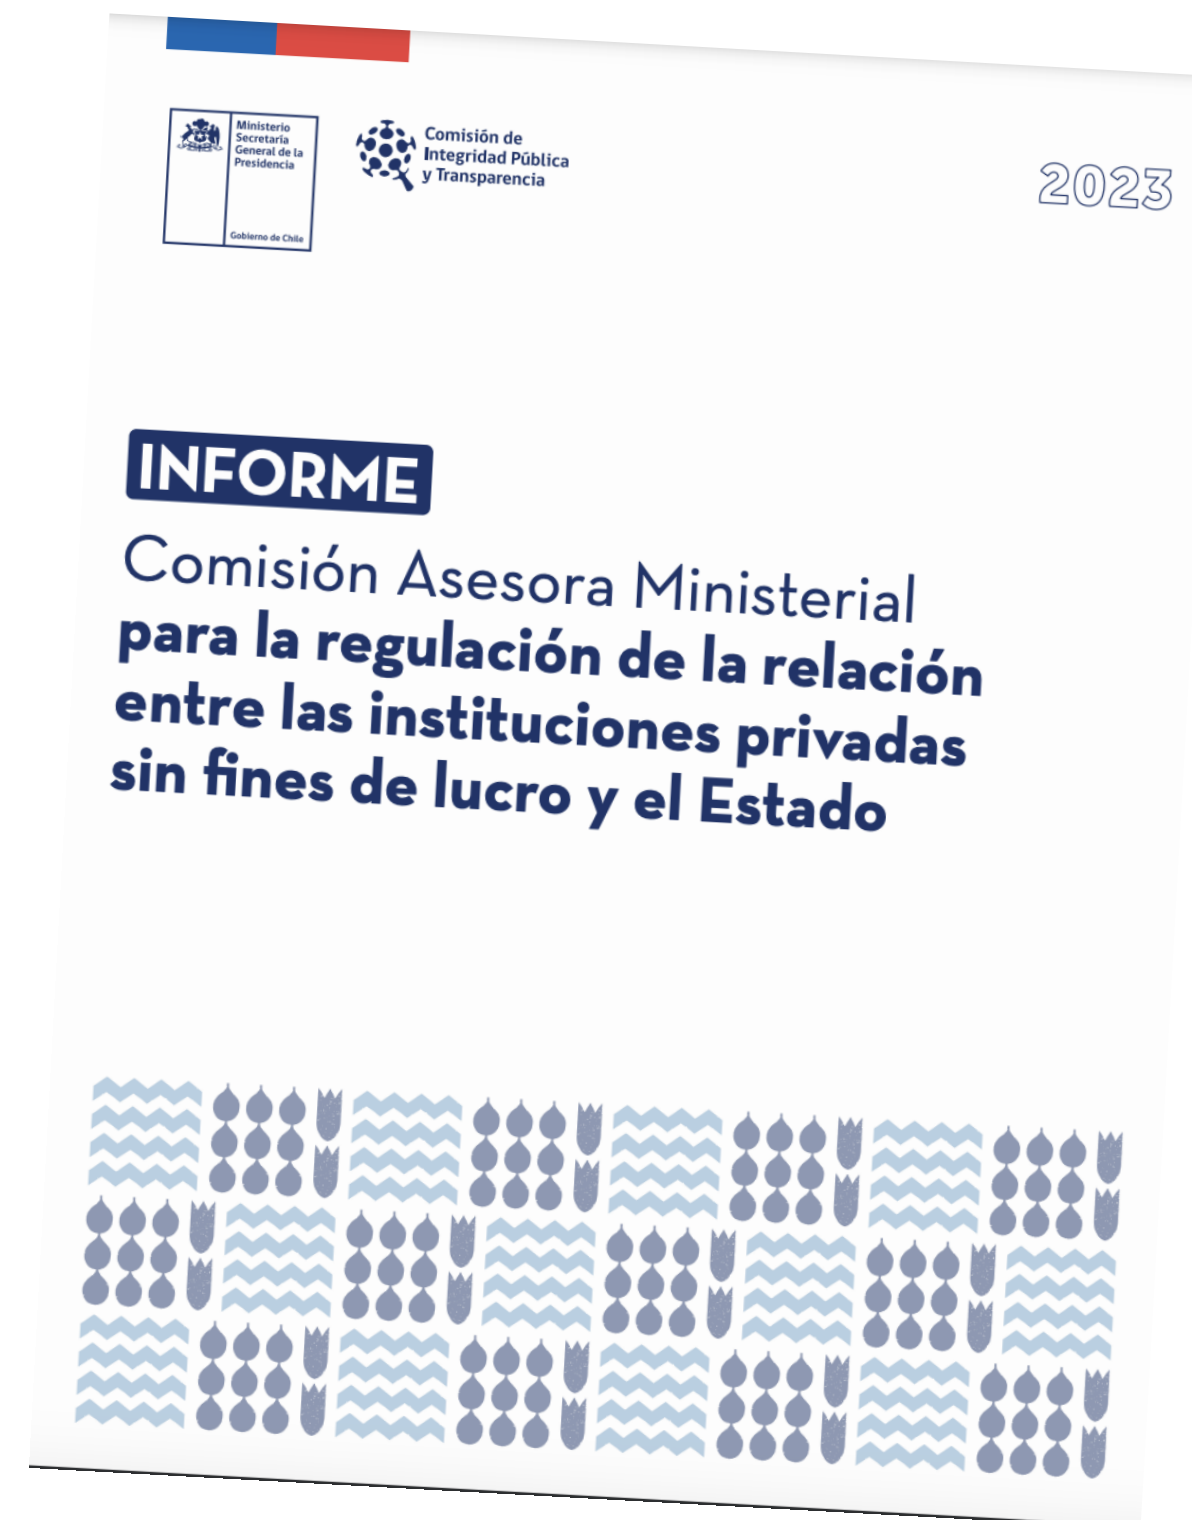 Ministerio
Secretaría
General de la
Presidencia
Gobierno de Chile
Comisión de
Integridad Pública
y Transparencia
2023
INFORME
Comisión Asesora Ministerial
para la regulación de la relación
entre las instituciones privadas
sin fines de lucro y el Estado